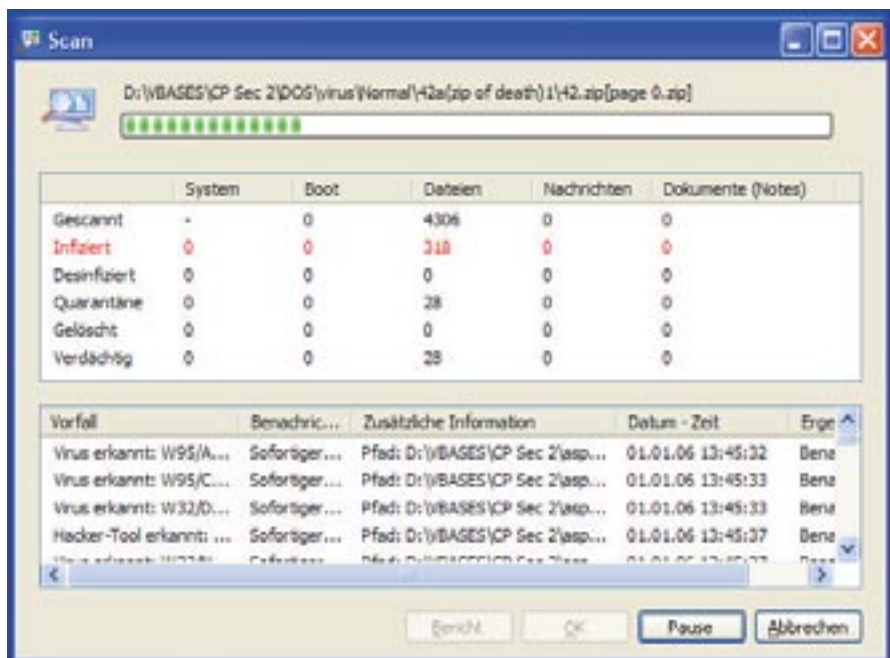 Scan
D:\VBASES\CP Sec 2\DOS\virus\Normal\42a(zip of death)1\42.zip[page 0.zip]
System Boot Dateien Nachrichten Dokumente (Notes)
Gescannt - 0 4306 0 0
Infiziert 0 0 318 0 0
Desinfiziert 0 0 0 0 0
Quarantäne 0 0 28 0 0
Gelöscht 0 0 0 0 0
Verdächtig 0 0 28 0 0
Vorfall Benachric... Zusätzliche Information Datum - Zeit Erge
Virus erkannt: W95/A... Sofortiger... Pfad: D:\VBASES\CP Sec 2\asp... 01.01.06 13:45:32 Bena
Virus erkannt: W95/C... Sofortiger... Pfad: D:\VBASES\CP Sec 2\asp... 01.01.06 13:45:33 Bena
Virus erkannt: W32/D... Sofortiger... Pfad: D:\VBASES\CP Sec 2\asp... 01.01.06 13:45:33 Bena
Hacker-Tool erkannt: ... Sofortiger... Pfad: D:\VBASES\CP Sec 2\asp... 01.01.06 13:45:37 Bena
Bericht OK Pause Abbrechen